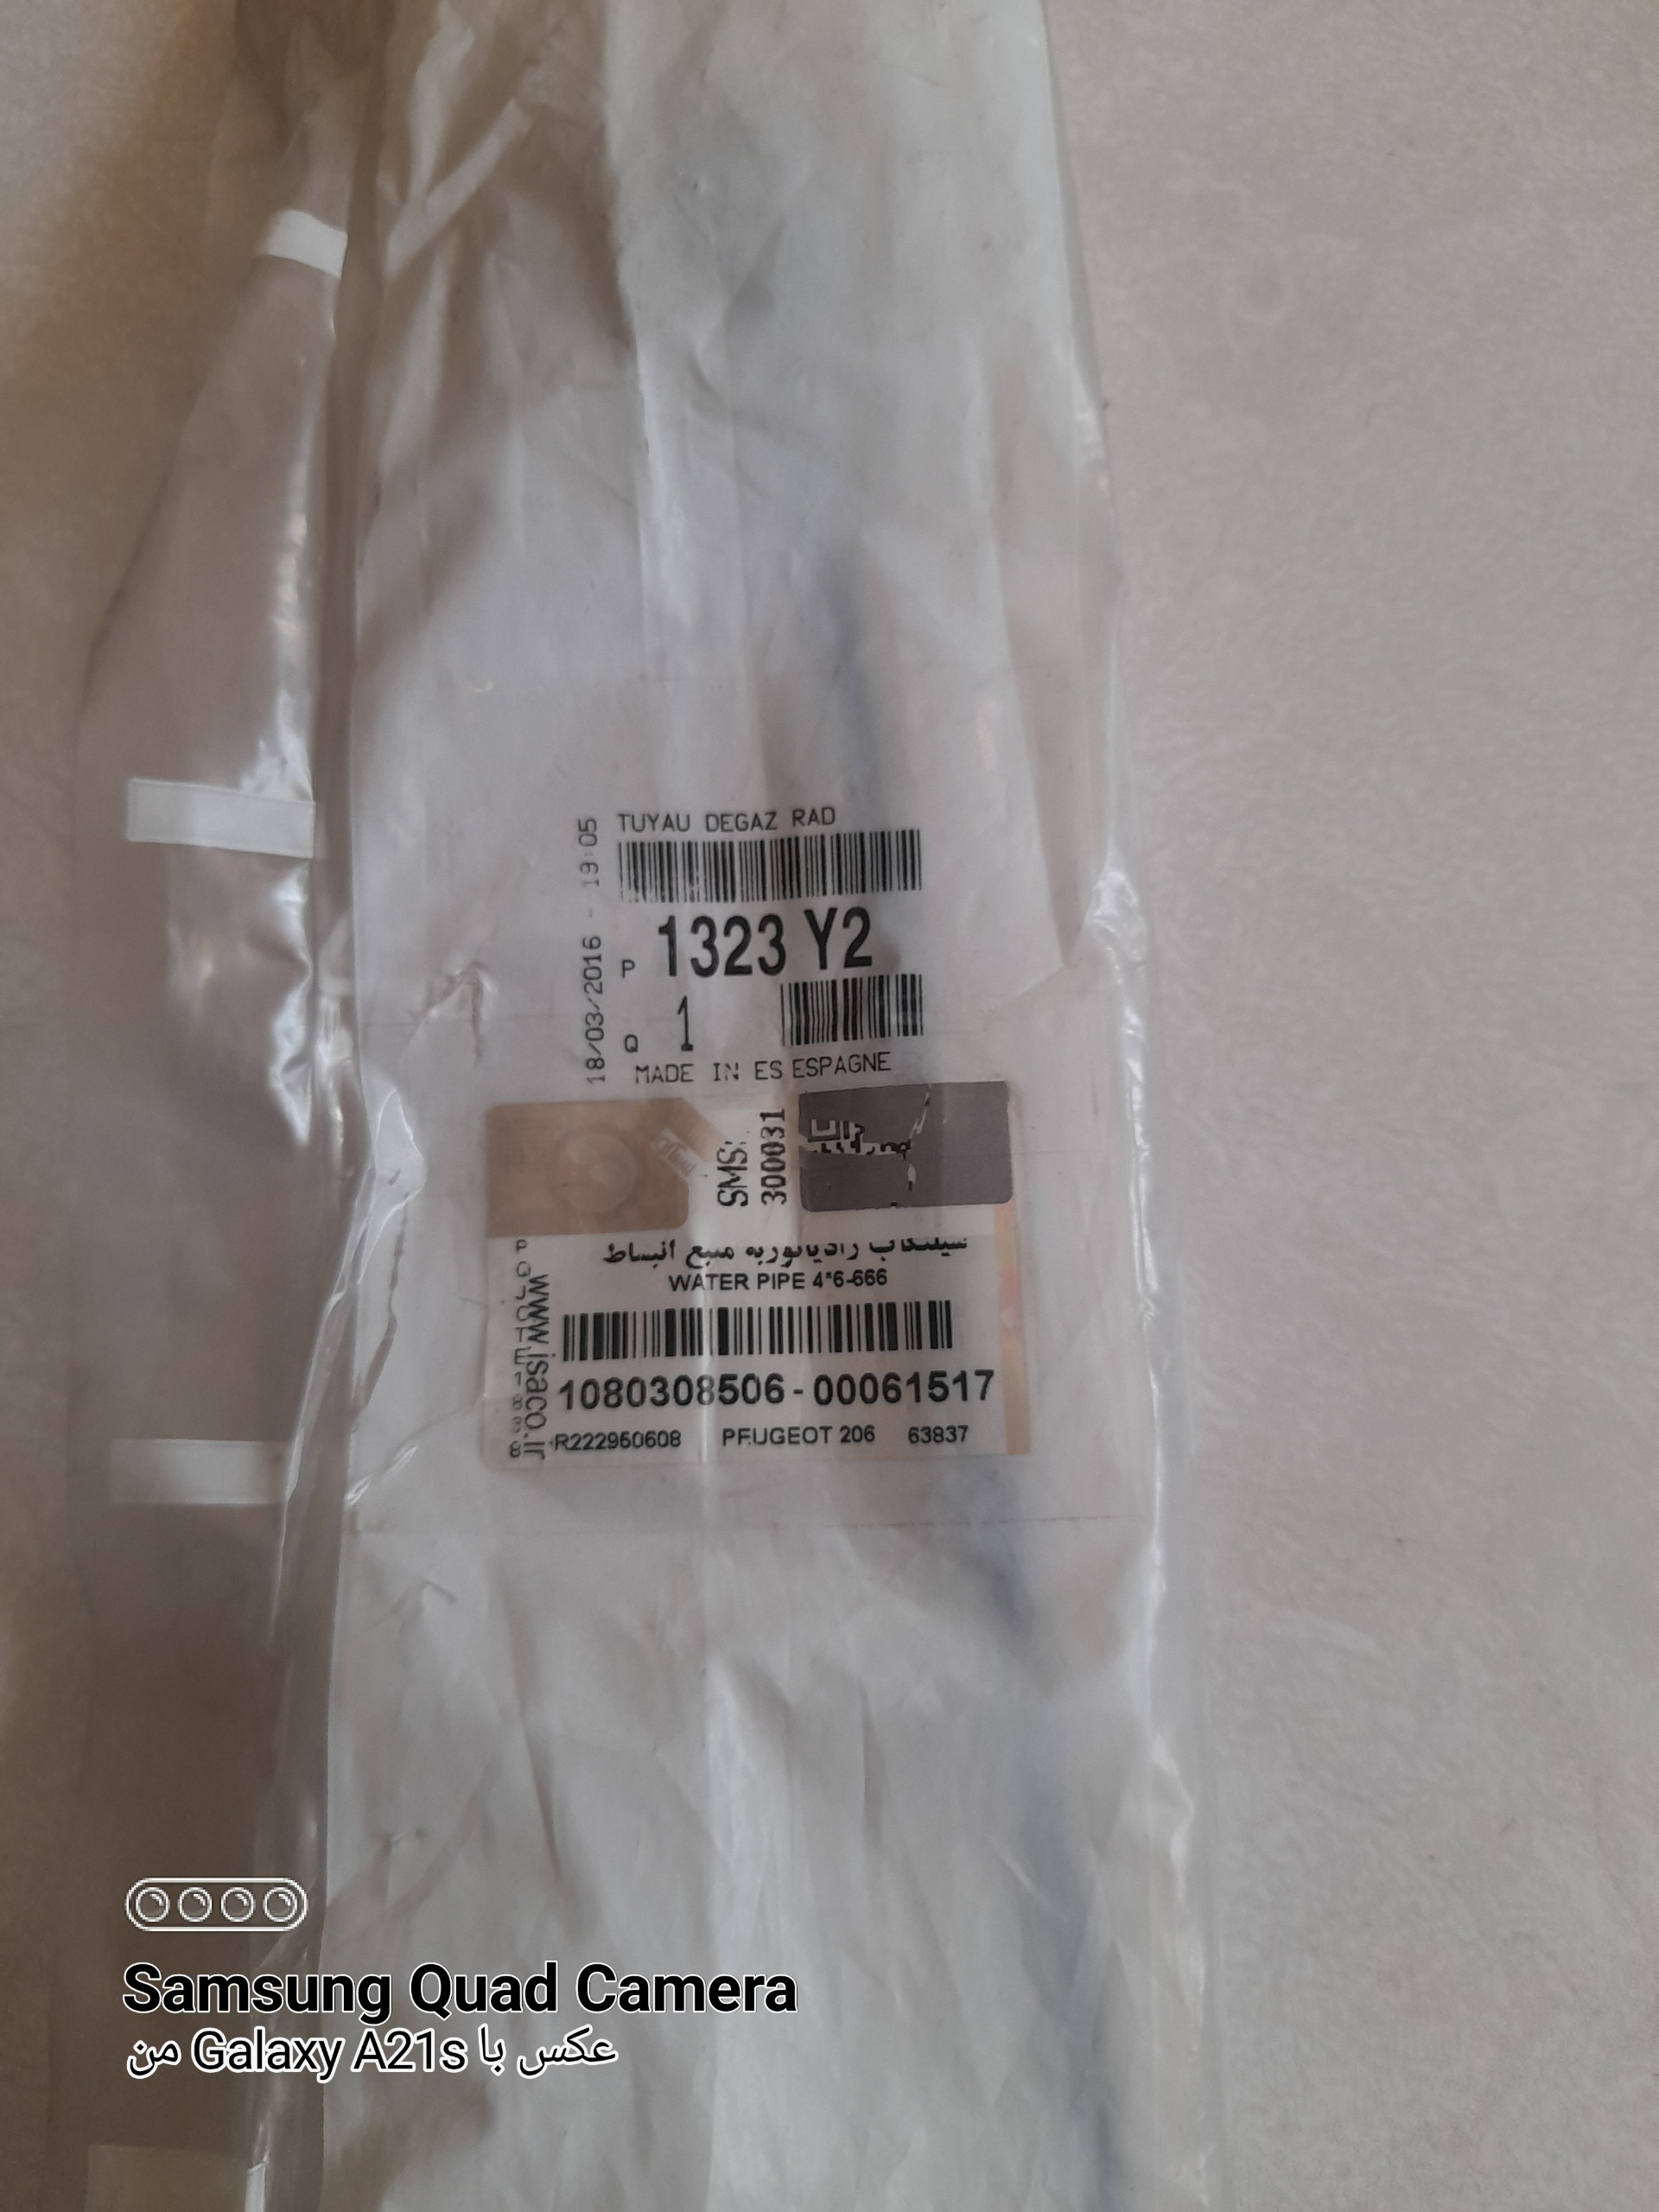 TUYAU DEGAZ RAD
18/03/2016 - 19:05
P 1323 Y2
Q 1
MADE IN ES ESPAGNE
SMS:
300031
شیلنگ آب رادیاتور به منبع انبساط
WATER PIPE 4*6-666
www.isaco.ir
1080308506-00061517
R222950608 PEUGEOT 206 63837
Samsung Quad Camera
عکس با Galaxy A21s من